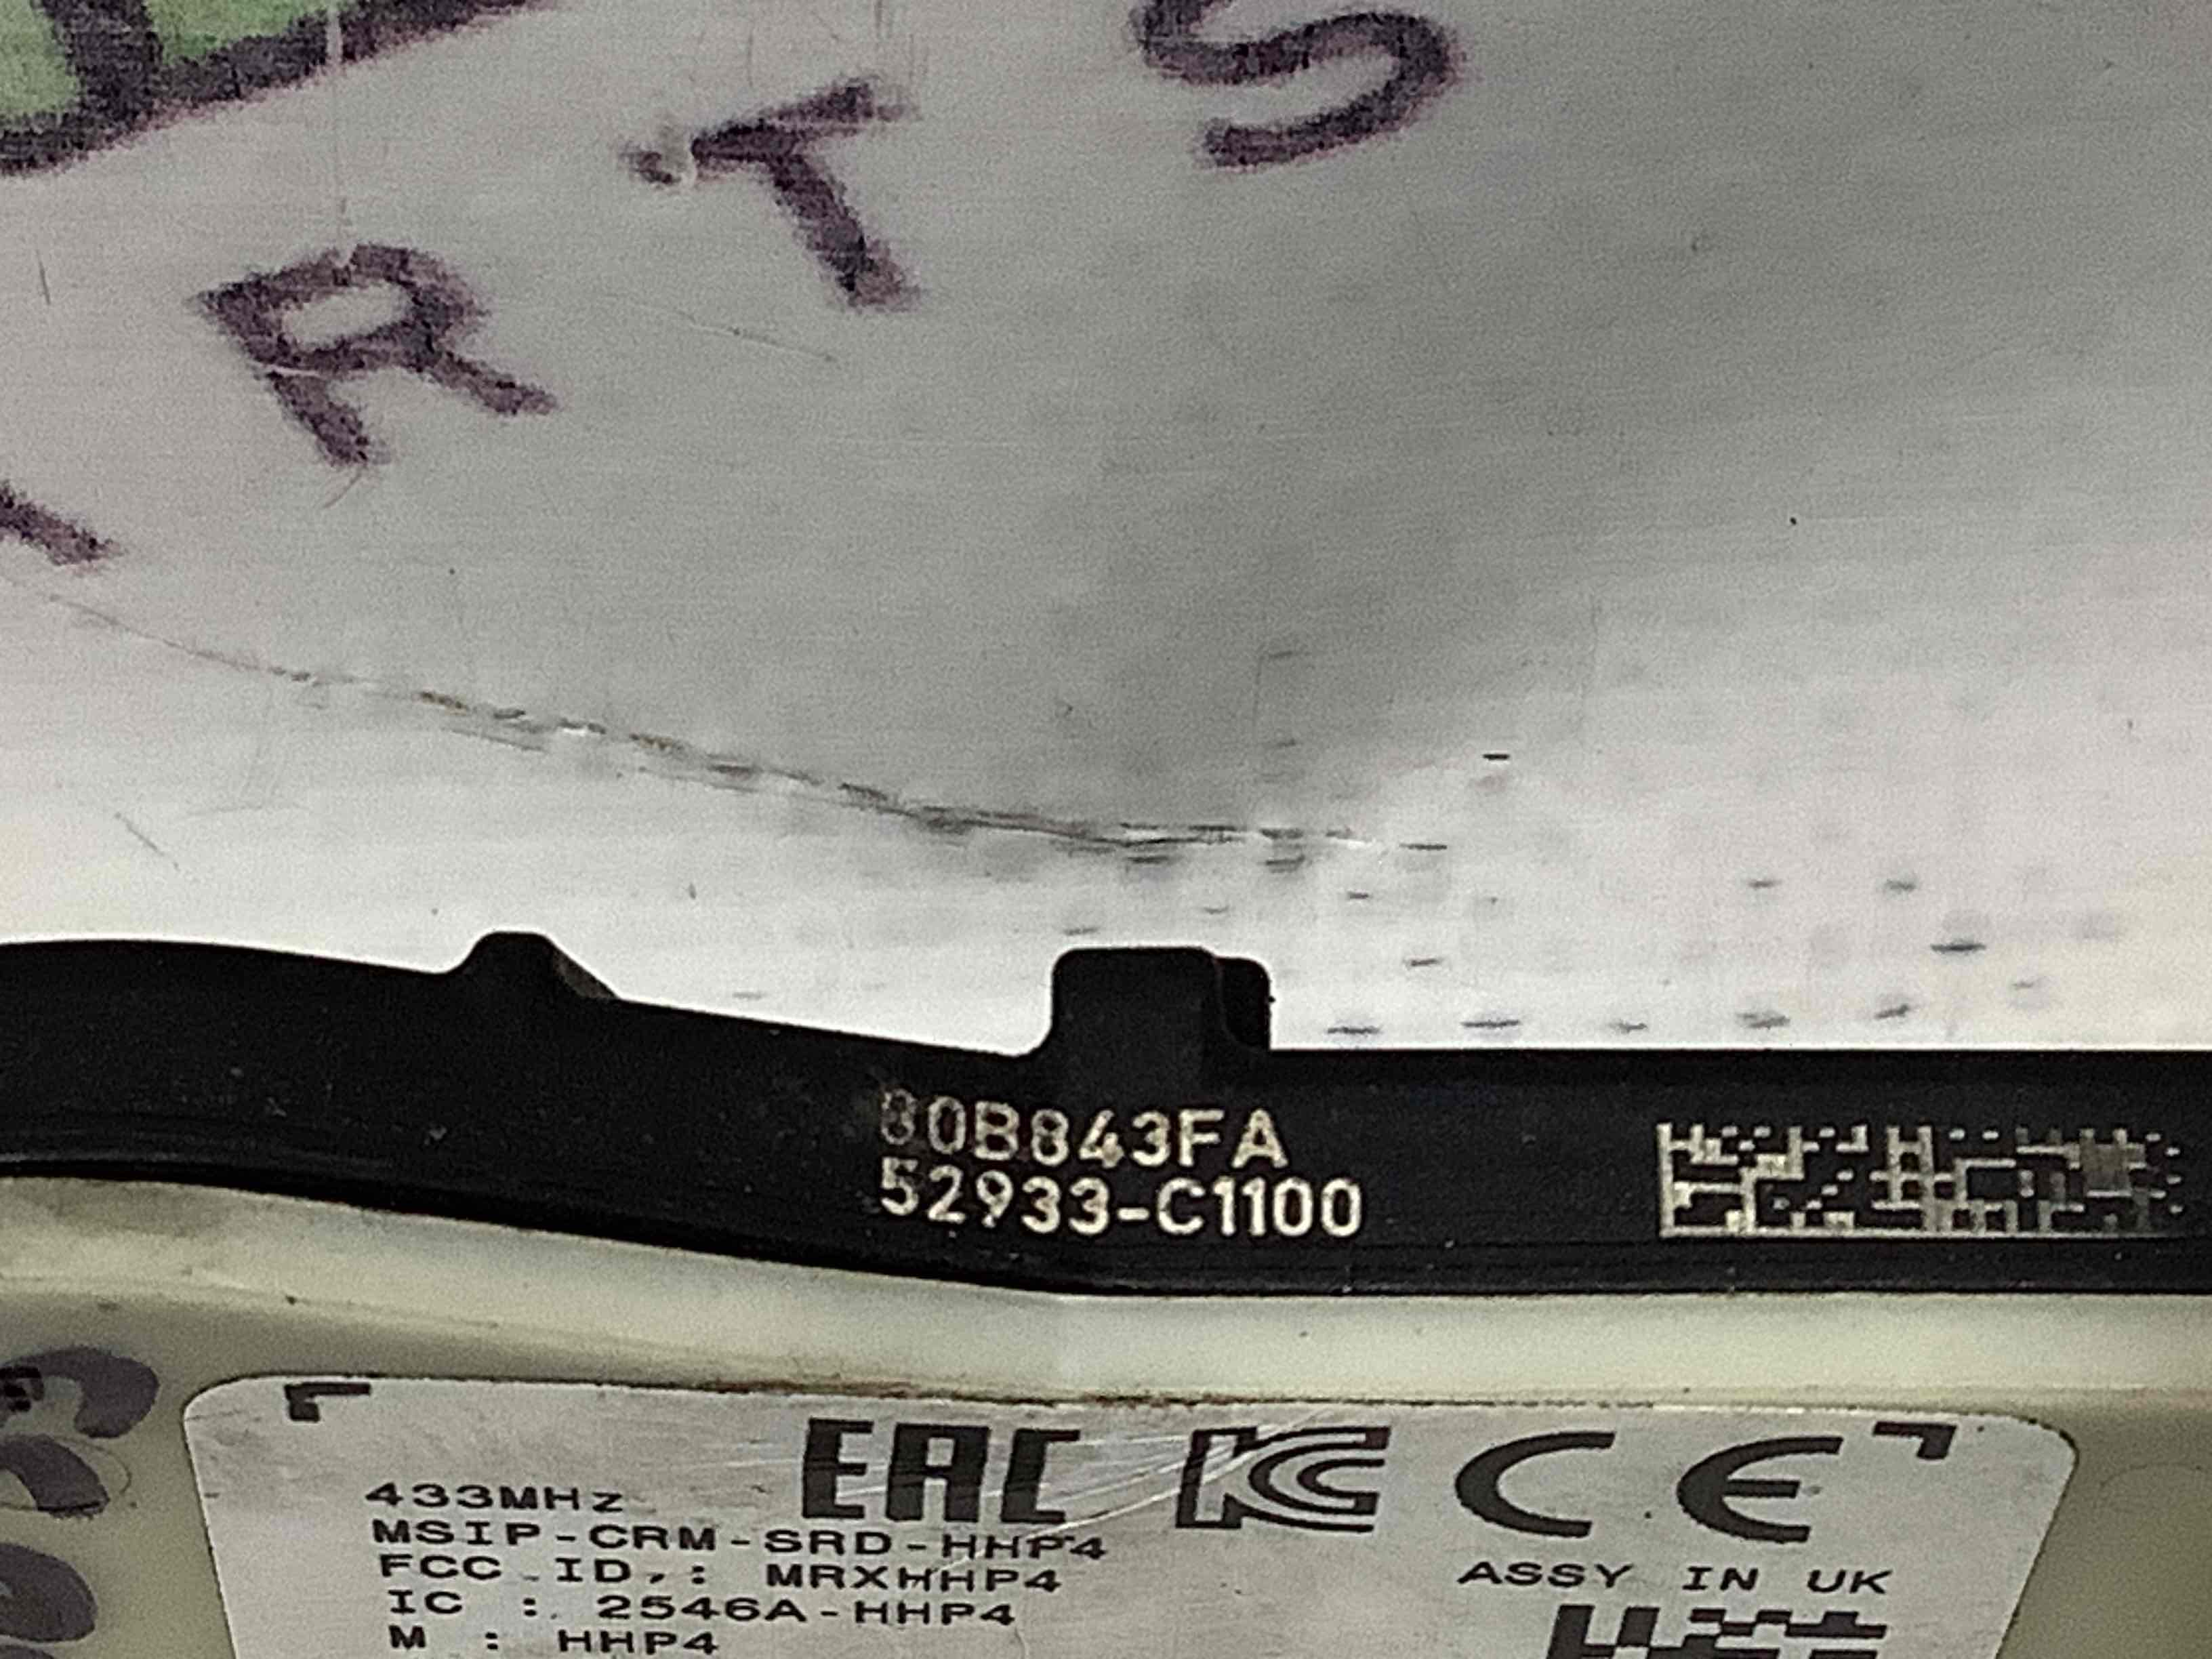 RTS
80B843FA
52933-C1100
EAC KC CE
433MHz
MSIP-CRM-SRD-HHP4
FCC ID.: MRXHHP4
IC : 2546A-HHP4
M : HHP4
ASSY IN UK